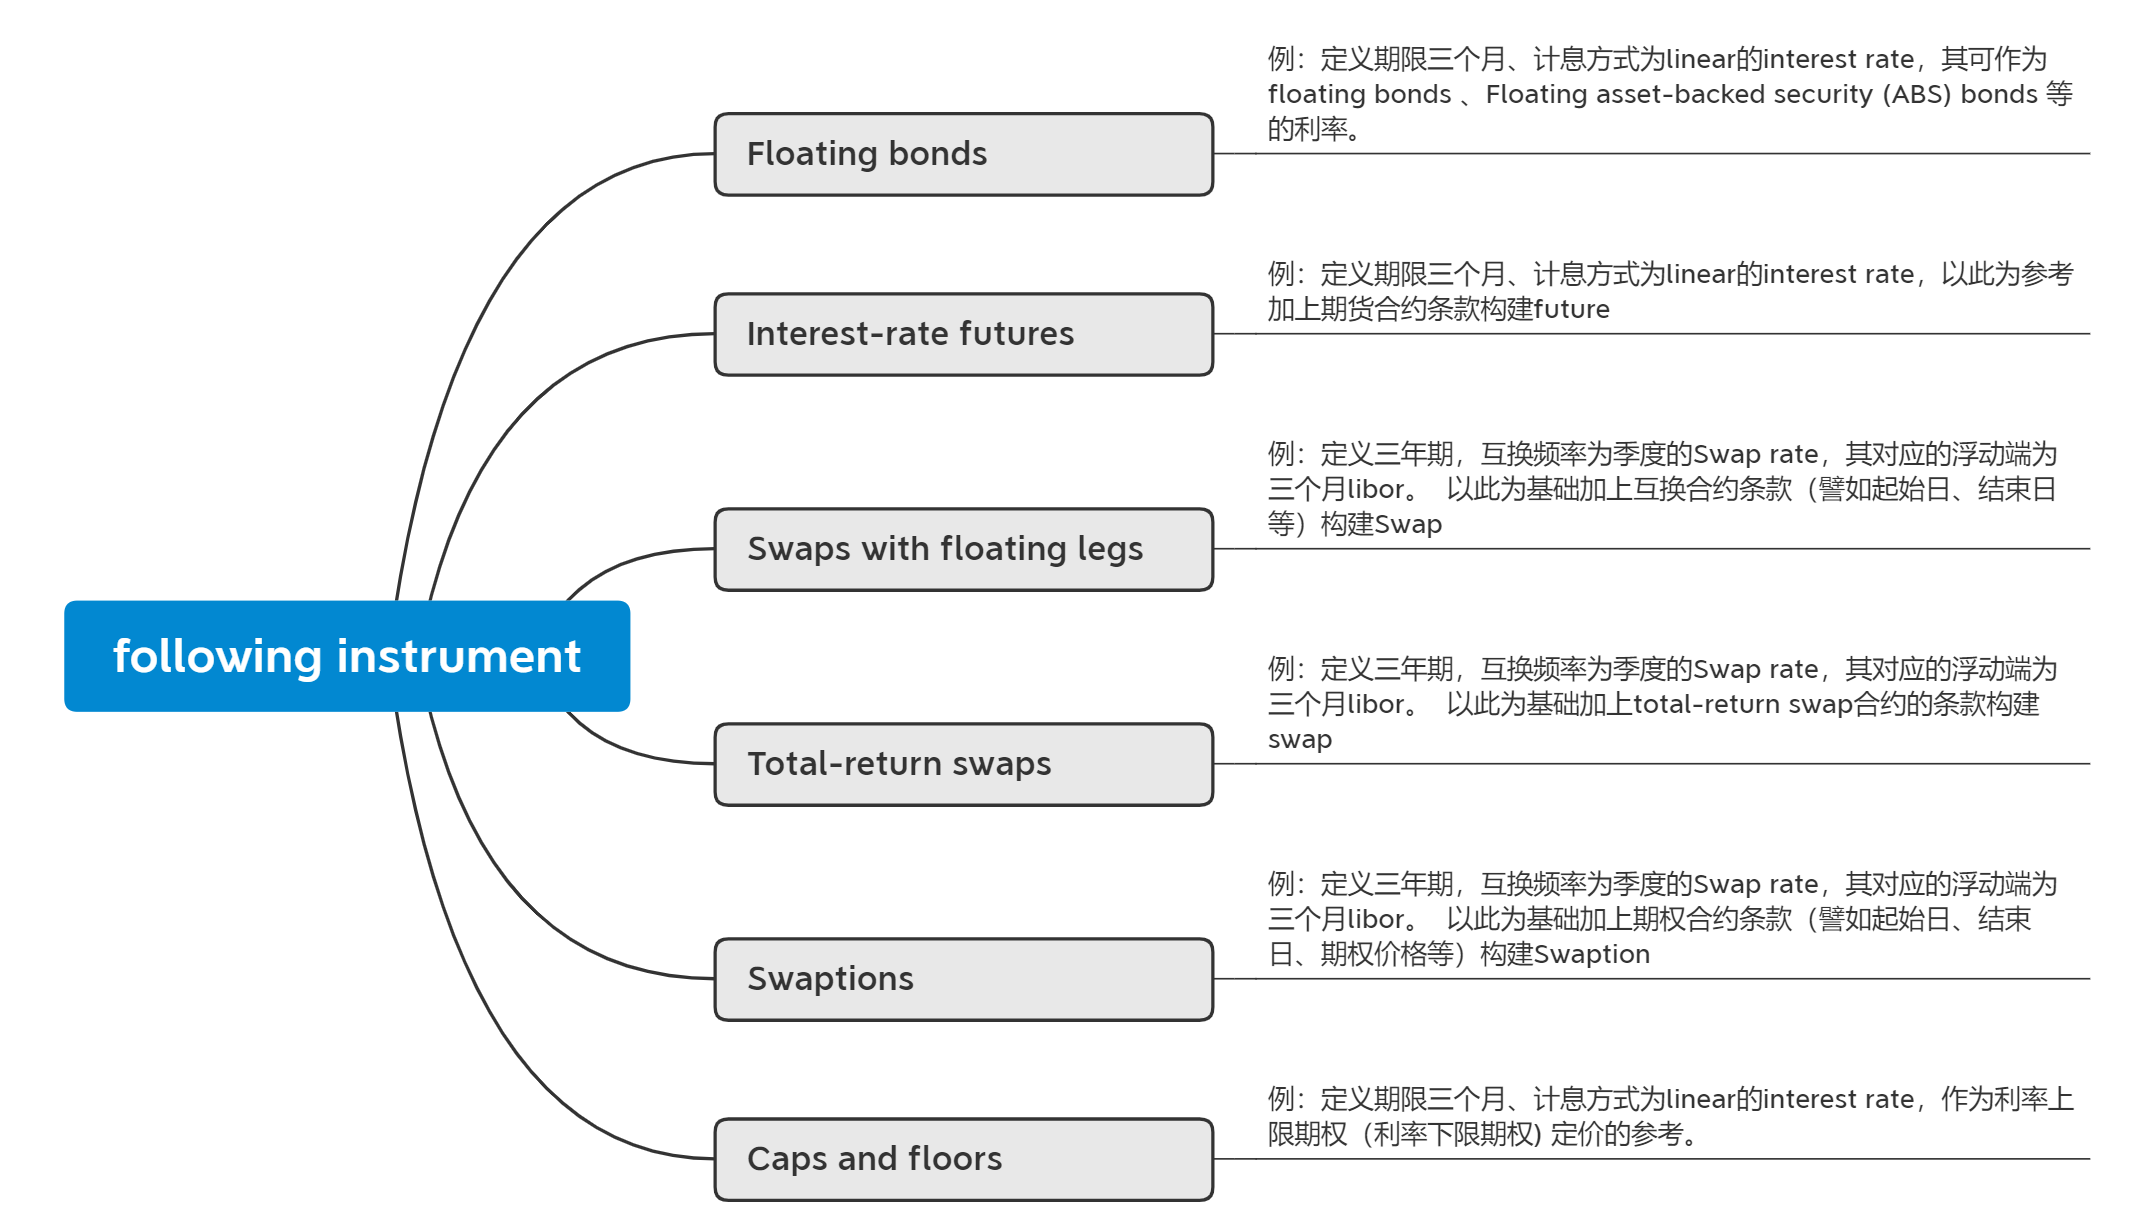 following instrument
Floating bonds
例：定义期限三个月、计息方式为linear的interest rate，其可作为
floating bonds 、Floating asset-backed security (ABS) bonds 等
的利率。
Interest-rate futures
例：定义期限三个月、计息方式为linear的interest rate，以此为参考
加上期货合约条款构建future
Swaps with floating legs
例：定义三年期，互换频率为季度的Swap rate，其对应的浮动端为
三个月libor。 以此为基础加上互换合约条款（譬如起始日、结束日
等）构建Swap
Total-return swaps
例：定义三年期，互换频率为季度的Swap rate，其对应的浮动端为
三个月libor。 以此为基础加上total-return swap合约的条款构建
swap
Swaptions
例：定义三年期，互换频率为季度的Swap rate，其对应的浮动端为
三个月libor。 以此为基础加上期权合约条款（譬如起始日、结束
日、期权价格等）构建Swaption
Caps and floors
例：定义期限三个月、计息方式为linear的interest rate，作为利率上
限期权（利率下限期权) 定价的参考。